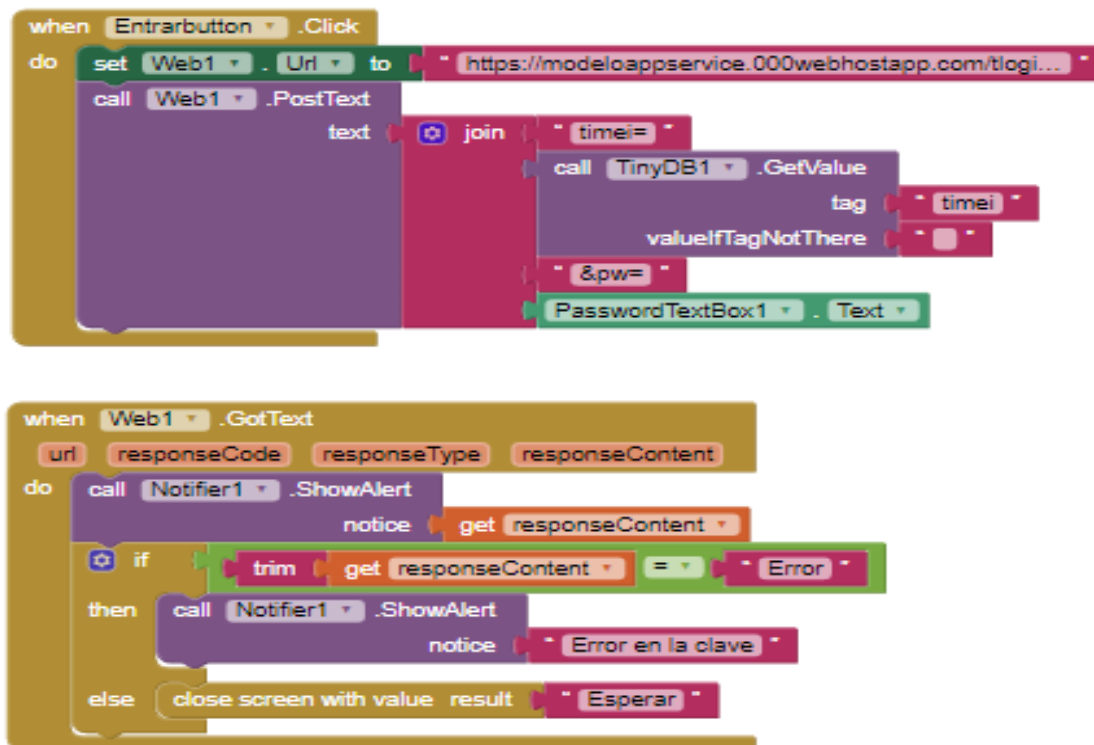 when Entrarbutton .Click
do set Web1 . Url to " https://modeloappservice.000webhostapp.com/tlogi... "
call Web1 .PostText
text join " timei= "
call TinyDB1 .GetValue
tag " timei "
valueIfTagNotThere " "
" &pw= "
PasswordTextBox1 . Text
when Web1 .GotText
url responseCode responseType responseContent
do call Notifier1 .ShowAlert
notice get responseContent
if trim get responseContent = " Error "
then call Notifier1 .ShowAlert
notice " Error en la clave "
else close screen with value result " Esperar "